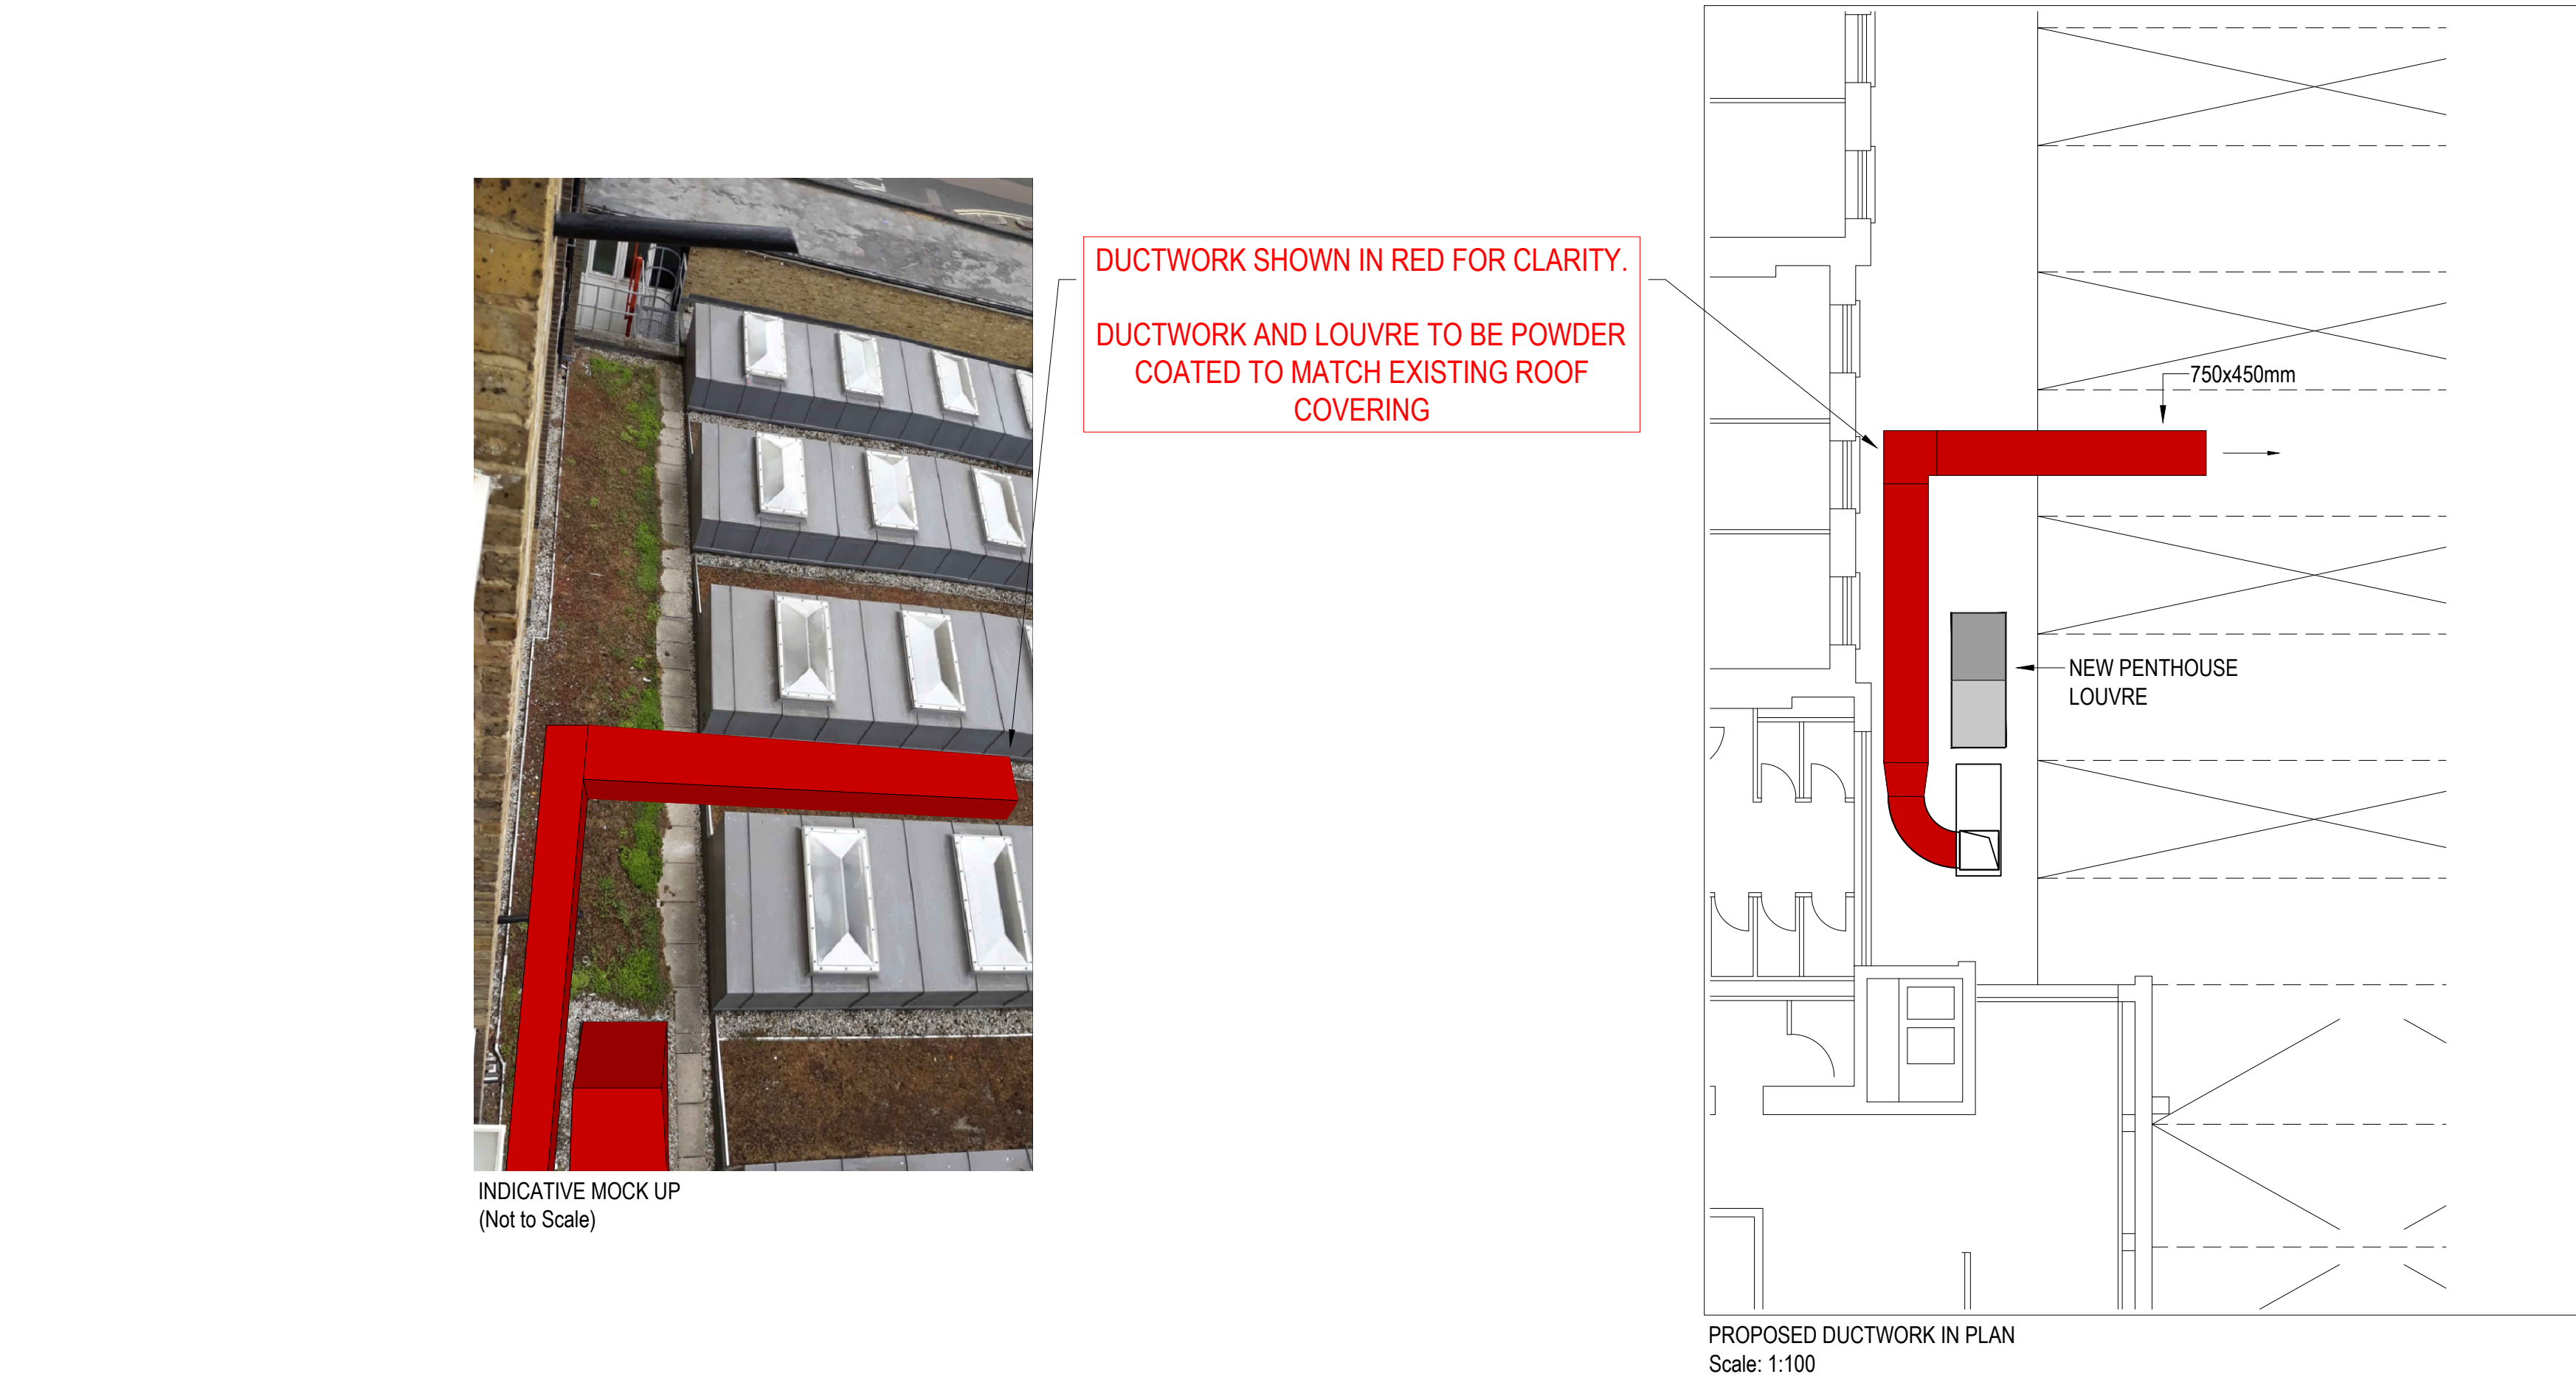 DUCTWORK SHOWN IN RED FOR CLARITY.
DUCTWORK AND LOUVRE TO BE POWDER
COATED TO MATCH EXISTING ROOF
COVERING
750x450mm
NEW PENTHOUSE
LOUVRE
INDICATIVE MOCK UP
(Not to Scale)
PROPOSED DUCTWORK IN PLAN
Scale: 1:100